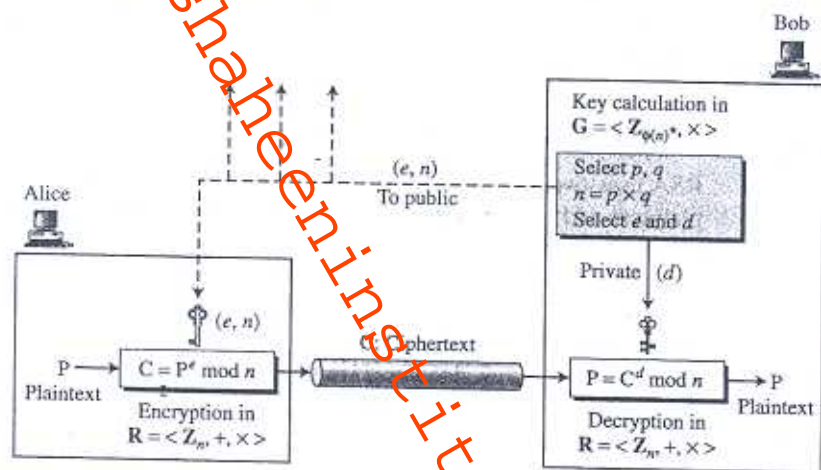 Bob
Key calculation in
G = < Z_φ(n)*, × >
Select p, q
n = p × q
Select e and d
(e, n)
To public
Alice
Private (d)
(e, n)
C: Ciphertext
P
Plaintext
C = P^e mod n
P = C^d mod n
P
Plaintext
Encryption in
R = < Z_n, +, × >
Decryption in
R = < Z_n, +, × >
shaheeninstit